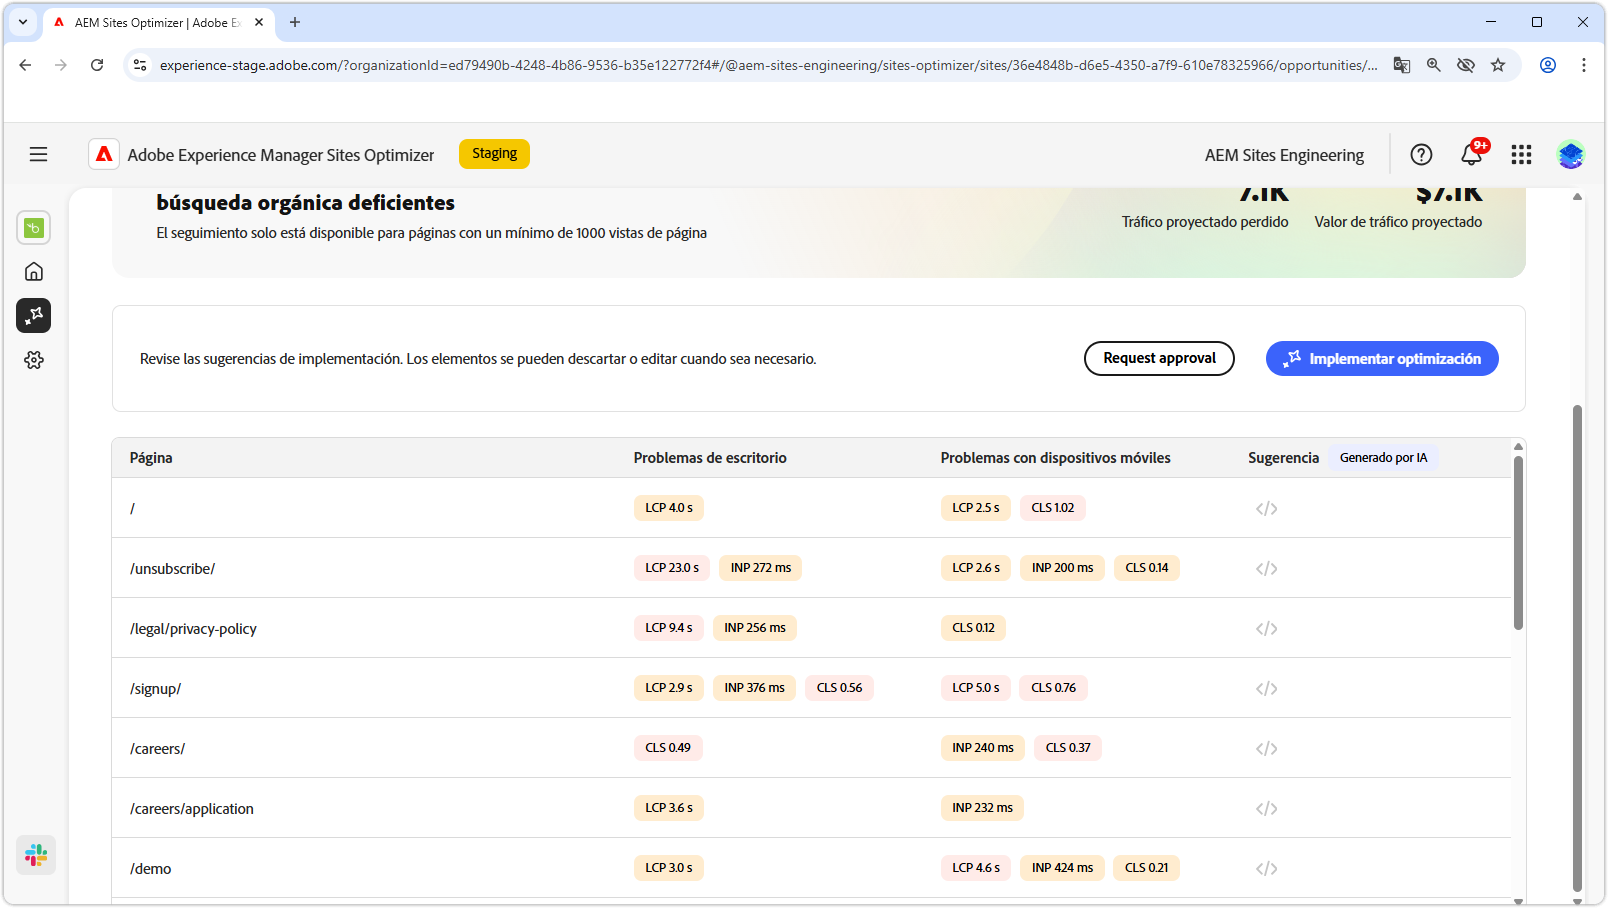 AEM Sites Optimizer | Adobe Ex
experience-stage.adobe.com/?organizationId=ed79490b-4248-4b86-9536-b35e122772f4#/@aem-sites-engineering/sites-optimizer/sites/36e4848b-d6e5-4350-a7f9-610e78325966/opportunities/...
Adobe Experience Manager Sites Optimizer
Staging
AEM Sites Engineering
9+
búsqueda orgánica deficientes
El seguimiento solo está disponible para páginas con un mínimo de 1000 vistas de página
7.1K
Tráfico proyectado perdido
$7.1K
Valor de tráfico proyectado
Revise las sugerencias de implementación. Los elementos se pueden descartar o editar cuando sea necesario.
Request approval
Implementar optimización
Página Problemas de escritorio Problemas con dispositivos móviles Sugerencia Generado por IA
/ LCP 4.0 s LCP 2.5 s CLS 1.02
/unsubscribe/ LCP 23.0 s INP 272 ms LCP 2.6 s INP 200 ms CLS 0.14
/legal/privacy-policy LCP 9.4 s INP 256 ms CLS 0.12
/signup/ LCP 2.9 s INP 376 ms CLS 0.56 LCP 5.0 s CLS 0.76
/careers/ CLS 0.49 INP 240 ms CLS 0.37
/careers/application LCP 3.6 s INP 232 ms
/demo LCP 3.0 s LCP 4.6 s INP 424 ms CLS 0.21